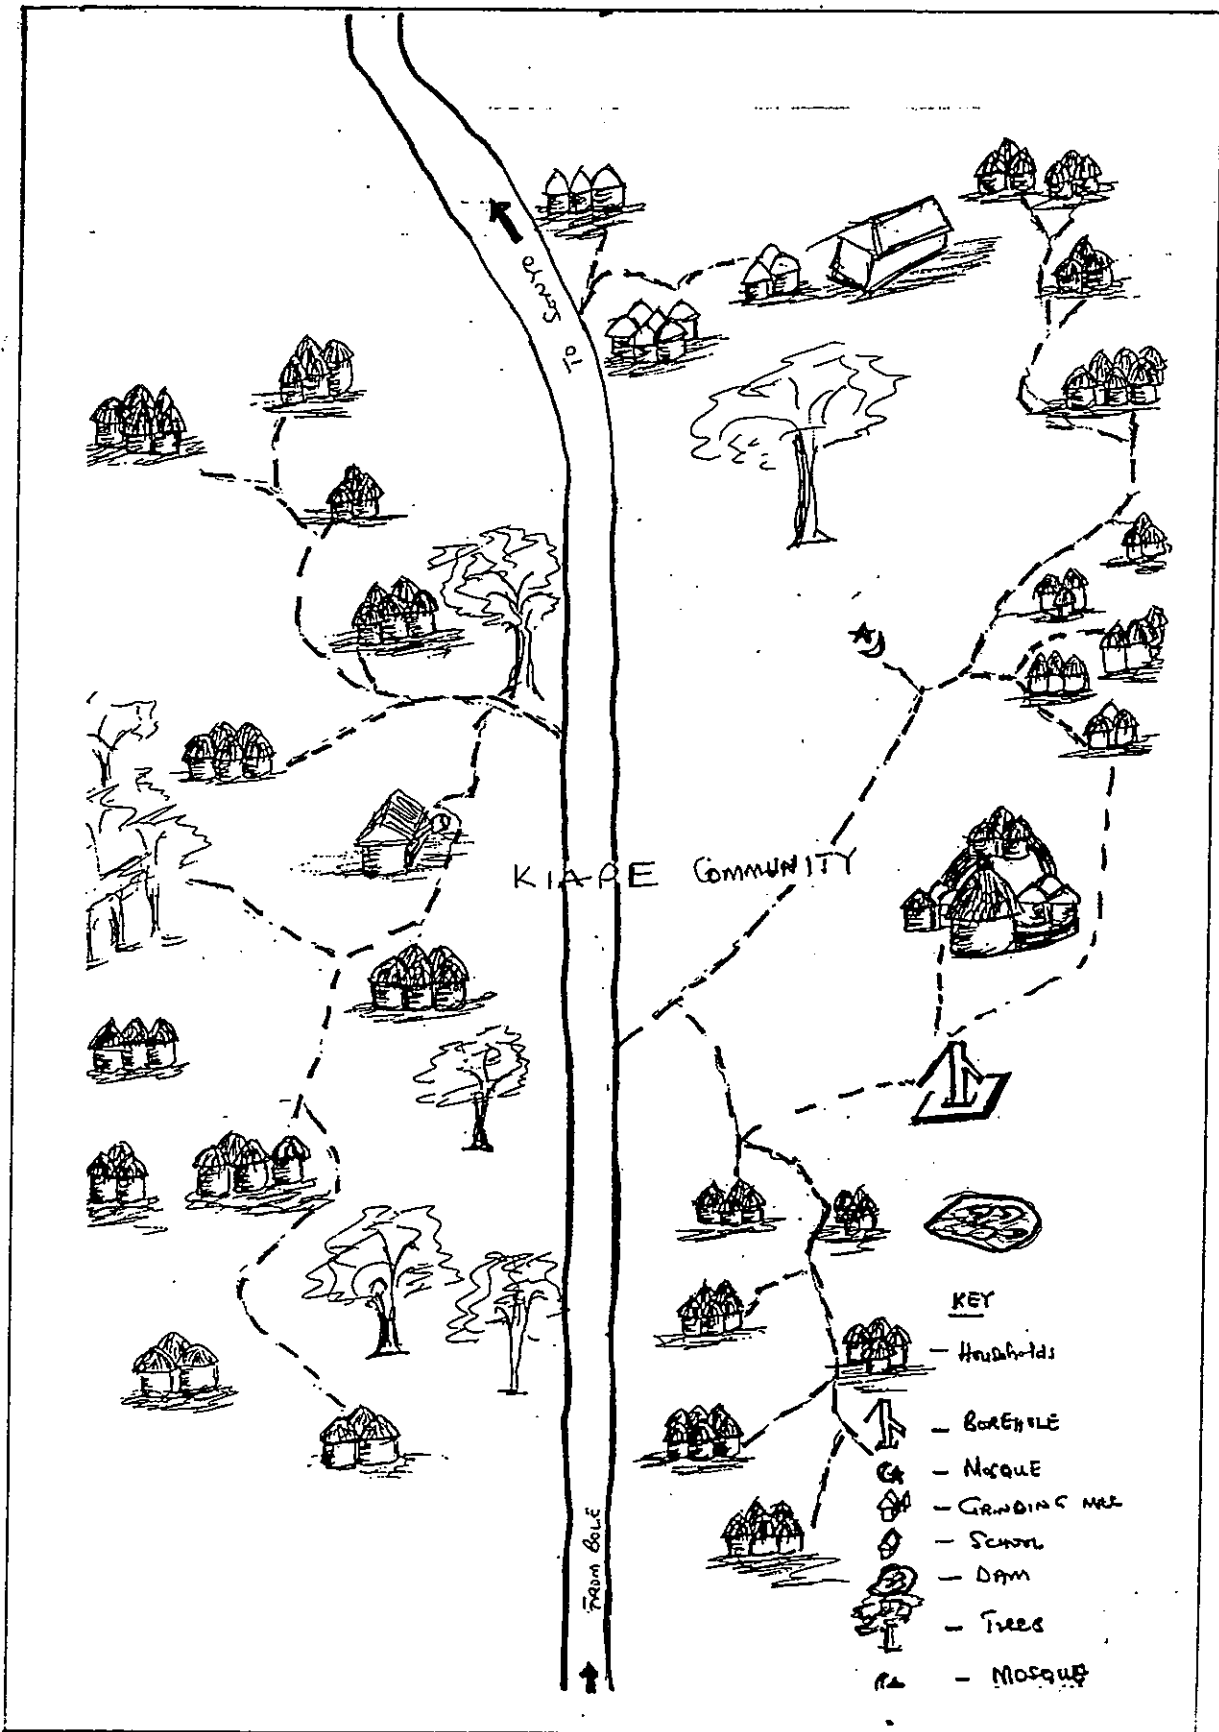 To Sawla
KIAPE COMMUNITY
KEY
- Households
- BOREHOLE
- MOSQUE
- GRINDING MILL
- SCHOOL
- DAM
- Trees
- MOSQUE
FROM BOLE